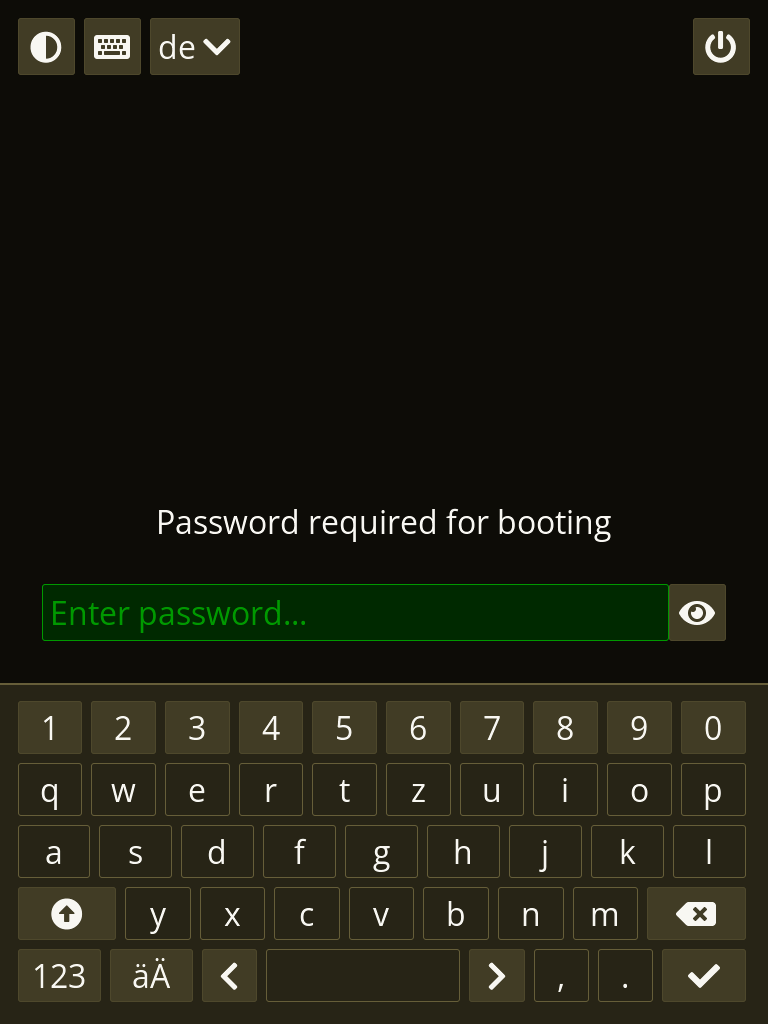 de
Password required for booting
Enter password...
1 2 3 4 5 6 7 8 9 0
q w e r t z u i o p
a s d f g h j k l
y x c v b n m
123 äÄ , .